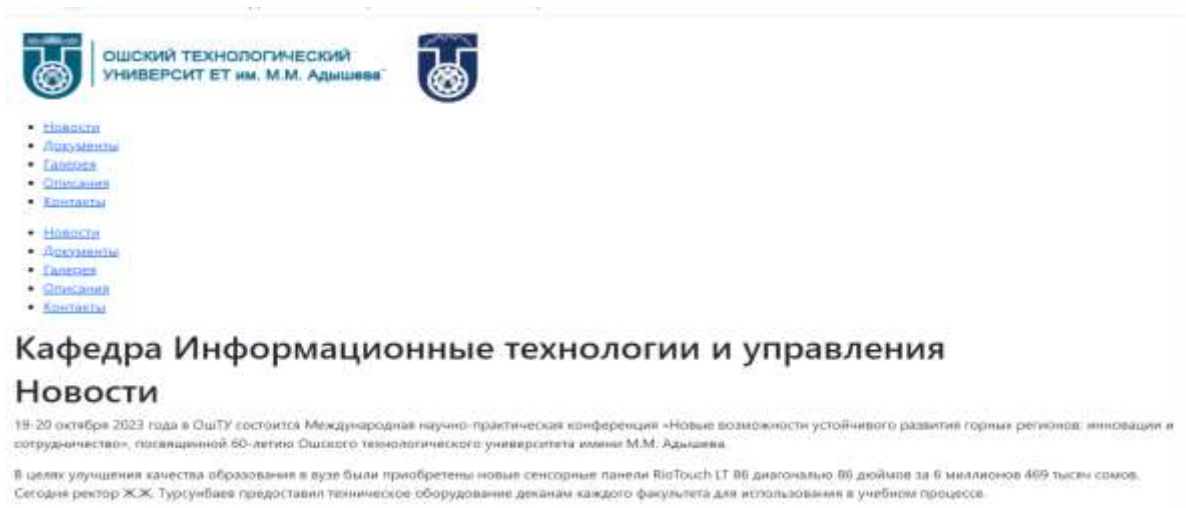 ОШСКИЙ ТЕХНОЛОГИЧЕСКИЙ
УНИВЕРСИТ ЕТ им. М.М. Адышева"
Новости
Документы
Галерея
Описания
Контакты
Новости
Документы
Галерея
Описания
Контакты
Кафедра Информационные технологии и управления
Новости
19-20 октября 2023 года в ОшТУ состоится Международная научно-практическая конференция «Новые возможности устойчивого развития горных регионов: инновации и
сотрудничество», посвященной 60-летию Ошского технологического университета имени М.М. Адышева.
В целях улучшения качества образования в вузе были приобретены новые сенсорные панели RioTouch LT 86 диагональю 86 дюймов за 6 миллионов 469 тысяч сомов.
Сегодня ректор Ж.Ж. Турсунбаев предоставил техническое оборудование деканам каждого факультета для использования в учебном процессе.